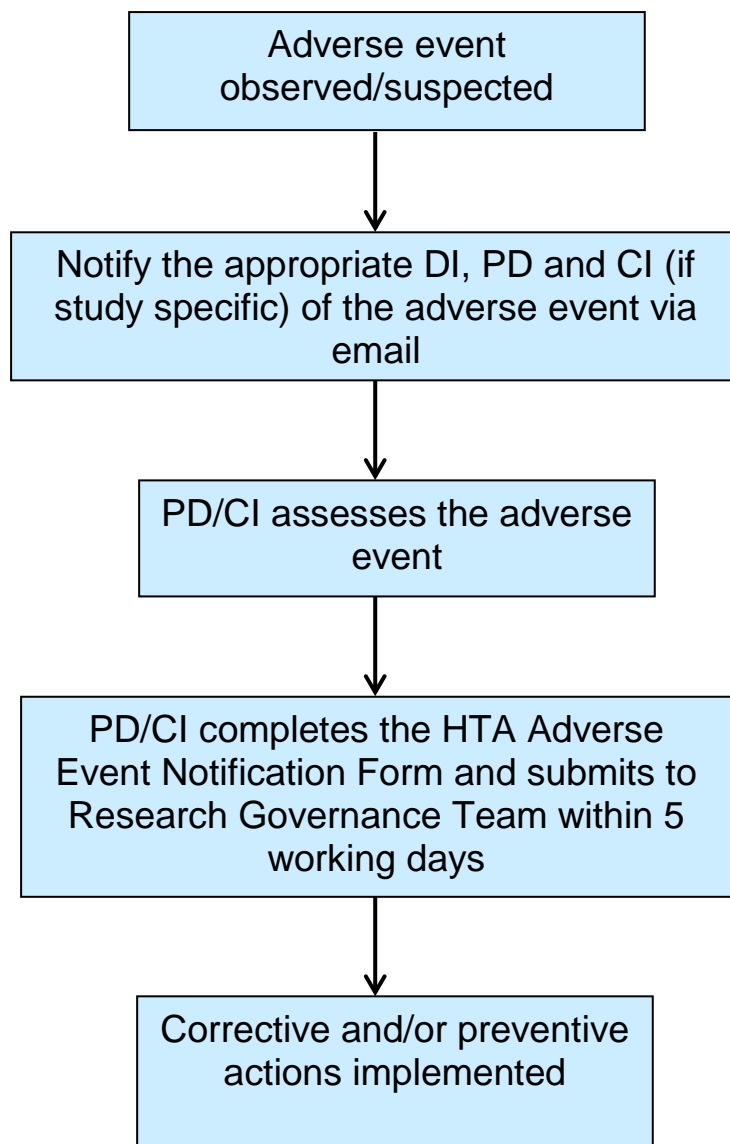 Adverse event
observed/suspected
Notify the appropriate DI, PD and CI (if
study specific) of the adverse event via
email
PD/CI assesses the adverse
event
PD/CI completes the HTA Adverse
Event Notification Form and submits to
Research Governance Team within 5
working days
Corrective and/or preventive
actions implemented